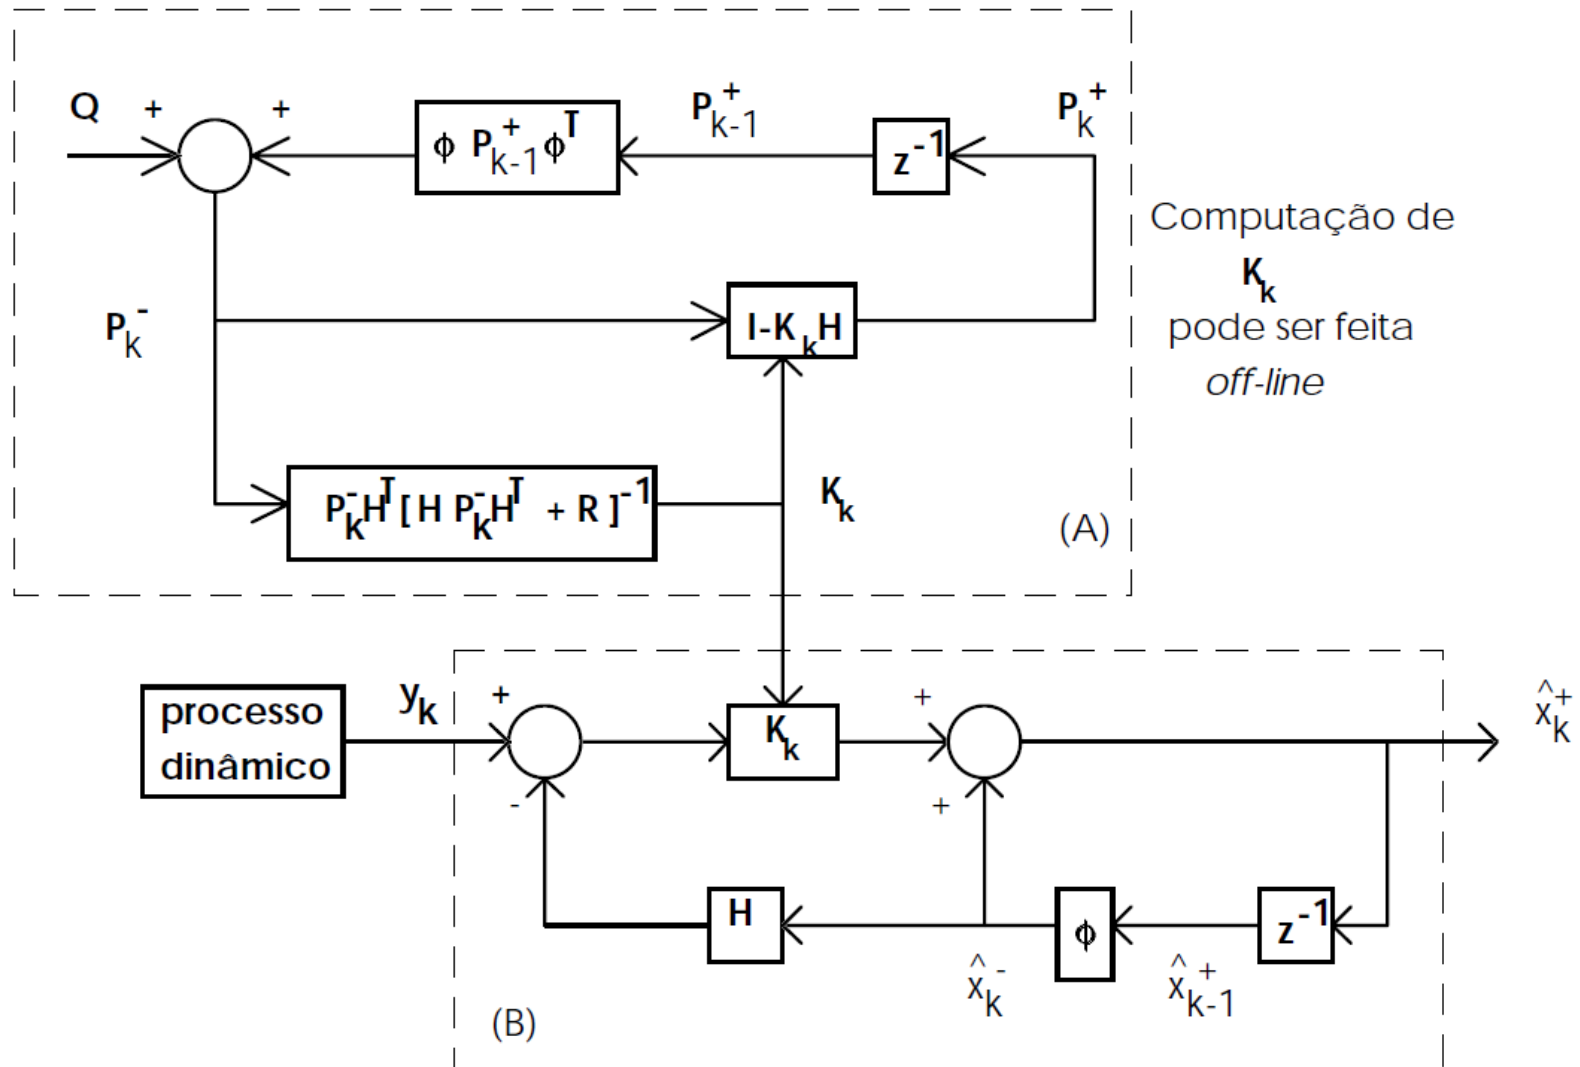 Q + + ϕ P⁺ₖ₋₁ ϕᵀ P⁺ₖ₋₁ z⁻¹ P⁺ₖ
Computação de
Kₖ
pode ser feita
off-line
P⁻ₖ I-KₖH
P⁻ₖHᵀ[H P⁻ₖHᵀ + R]⁻¹ Kₖ
(A)
processo
dinâmico
yₖ + - Kₖ + + x̂⁺ₖ
H x̂⁻ₖ ϕ x̂⁺ₖ₋₁ z⁻¹
(B)